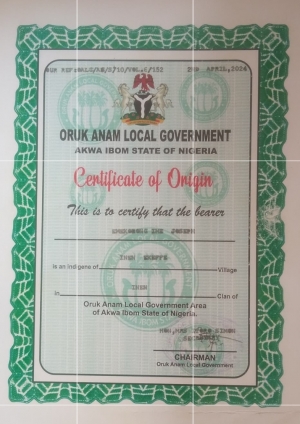 APRIL, 2024
ORUK ANAM LOCAL GOVERNMENT
AKWA IBOM STATE OF NIGERIA
Certificate of Origin
This is to certify that the bearer
is an indigene of Village
in Clan of
Oruk Anam Local Government Area
of Akwa Ibom State of Nigeria.
CHAIRMAN
Oruk Anam Local Government